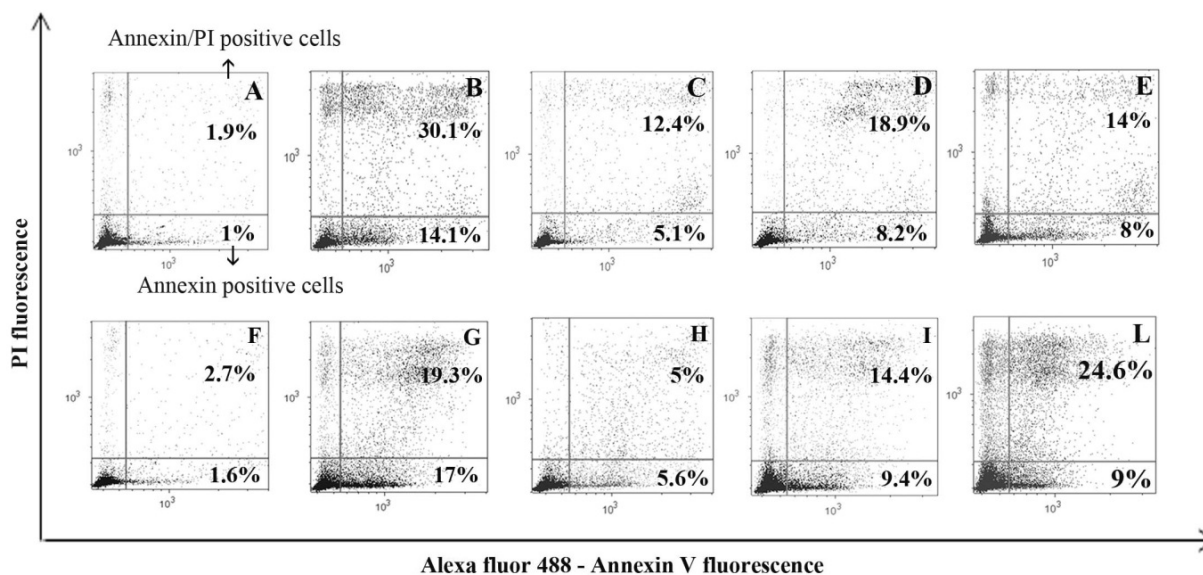 Annexin/PI positive cells
A
1.9%
10³
1%
10³
B
30.1%
10³
14.1%
10³
C
12.4%
10³
5.1%
10³
D
18.9%
10³
8.2%
10³
E
14%
10³
8%
10³
Annexin positive cells
PI fluorescence
F
2.7%
10³
1.6%
10³
G
19.3%
10³
17%
10³
H
5%
10³
5.6%
10³
I
14.4%
10³
9.4%
10³
L
24.6%
10³
9%
10³
Alexa fluor 488 - Annexin V fluorescence